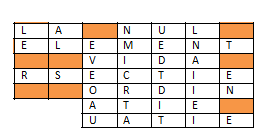 L A N U L
E L E M E N T
V I D A
R S E C T I E
O R D I N
A T I E
U A T I E